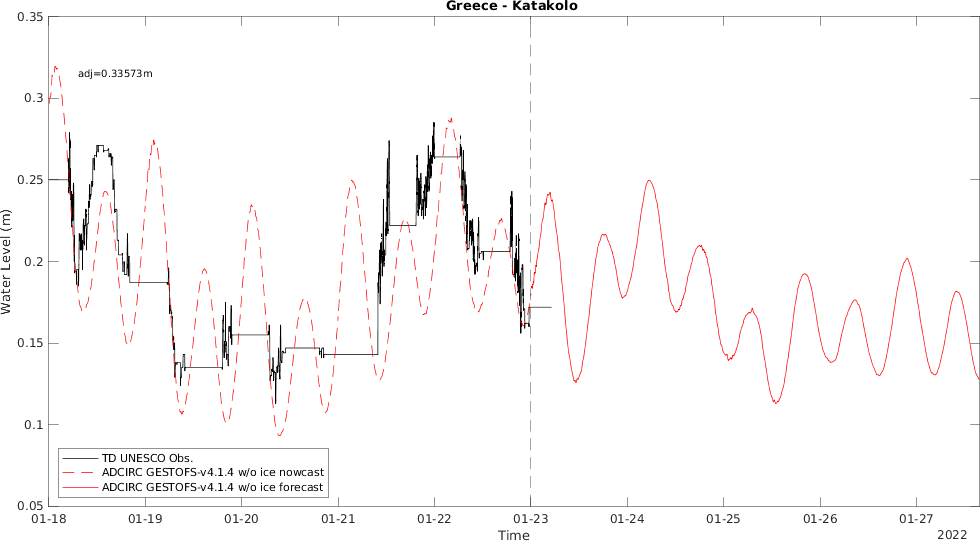 Greece - Katakolo
0.35
0.3
0.25
0.2
0.15
0.1
0.05
Water Level (m)
adj=0.33573m
TD UNESCO Obs.
ADCIRC GESTOFS-v4.1.4 w/o ice nowcast
ADCIRC GESTOFS-v4.1.4 w/o ice forecast
01-18 01-19 01-20 01-21 01-22 01-23 01-24 01-25 01-26 01-27
Time
2022